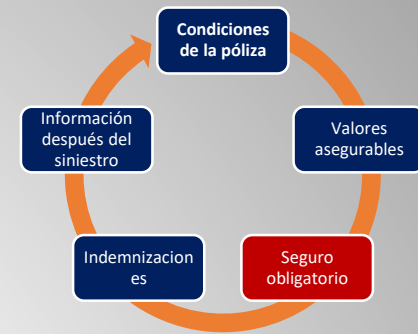 Condiciones
de la póliza
Valores
asegurables
Seguro
obligatorio
Indemnizacion
es
Información
después del
siniestro